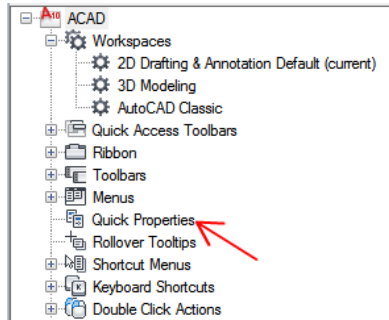 A10 ACAD
Workspaces
2D Drafting & Annotation Default (current)
3D Modeling
AutoCAD Classic
Quick Access Toolbars
Ribbon
Toolbars
Menus
Quick Properties
Rollover Tooltips
Shortcut Menus
Keyboard Shortcuts
Double Click Actions